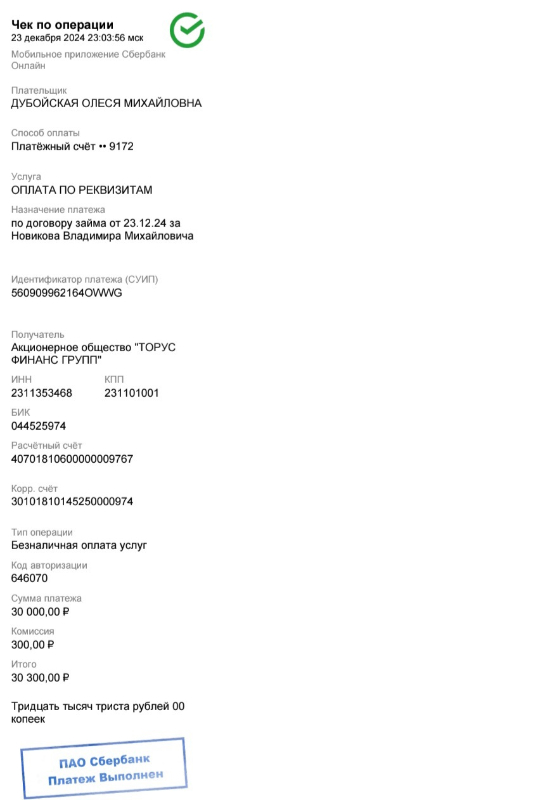 Чек по операции
23 декабря 2024 23:03:56 мск
Мобильное приложение Сбербанк
Онлайн
Плательщик
ДУБОЙСКАЯ ОЛЕСЯ МИХАЙЛОВНА
Способ оплаты
Платёжный счёт •• 9172
Услуга
ОПЛАТА ПО РЕКВИЗИТАМ
Назначение платежа
по договору займа от 23.12.24 за
Новикова Владимира Михайловича
Идентификатор платежа (СУИП)
560909962164OWWG
Получатель
Акционерное общество "ТОРУС
ФИНАНС ГРУПП"
ИНН КПП
2311353468 231101001
БИК
044525974
Расчётный счёт
40701810600000009767
Корр. счёт
30101810145250000974
Тип операции
Безналичная оплата услуг
Код авторизации
646070
Сумма платежа
30 000,00 ₽
Комиссия
300,00 ₽
Итого
30 300,00 ₽
Тридцать тысяч триста рублей 00
копеек
ПАО Сбербанк
Платеж Выполнен